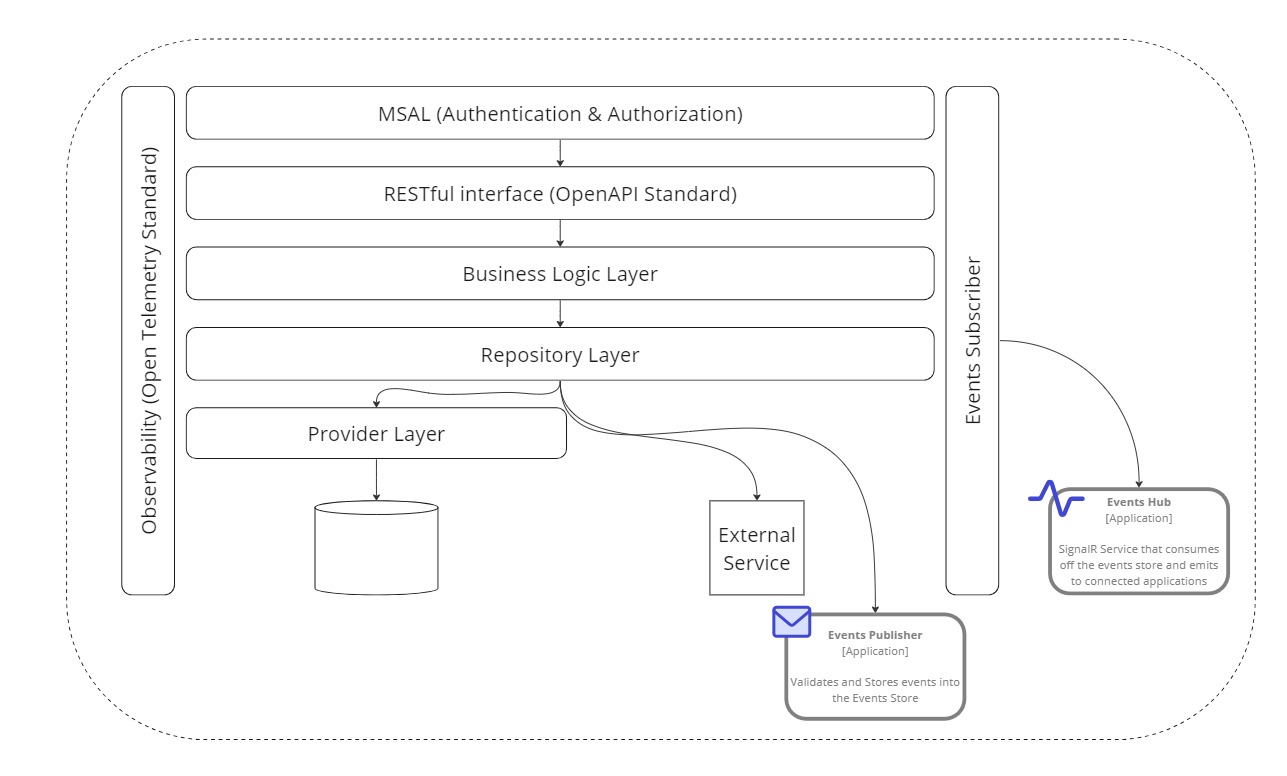 MSAL (Authentication & Authorization)
RESTful interface (OpenAPI Standard)
Business Logic Layer
Repository Layer
Provider Layer
Observability (Open Telemetry Standard)
Events Subscriber
External
Service
Events Hub
[Application]
SignalR Service that consumes
off the events store and emits
to connected applications
Events Publisher
[Application]
Validates and Stores events into
the Events Store